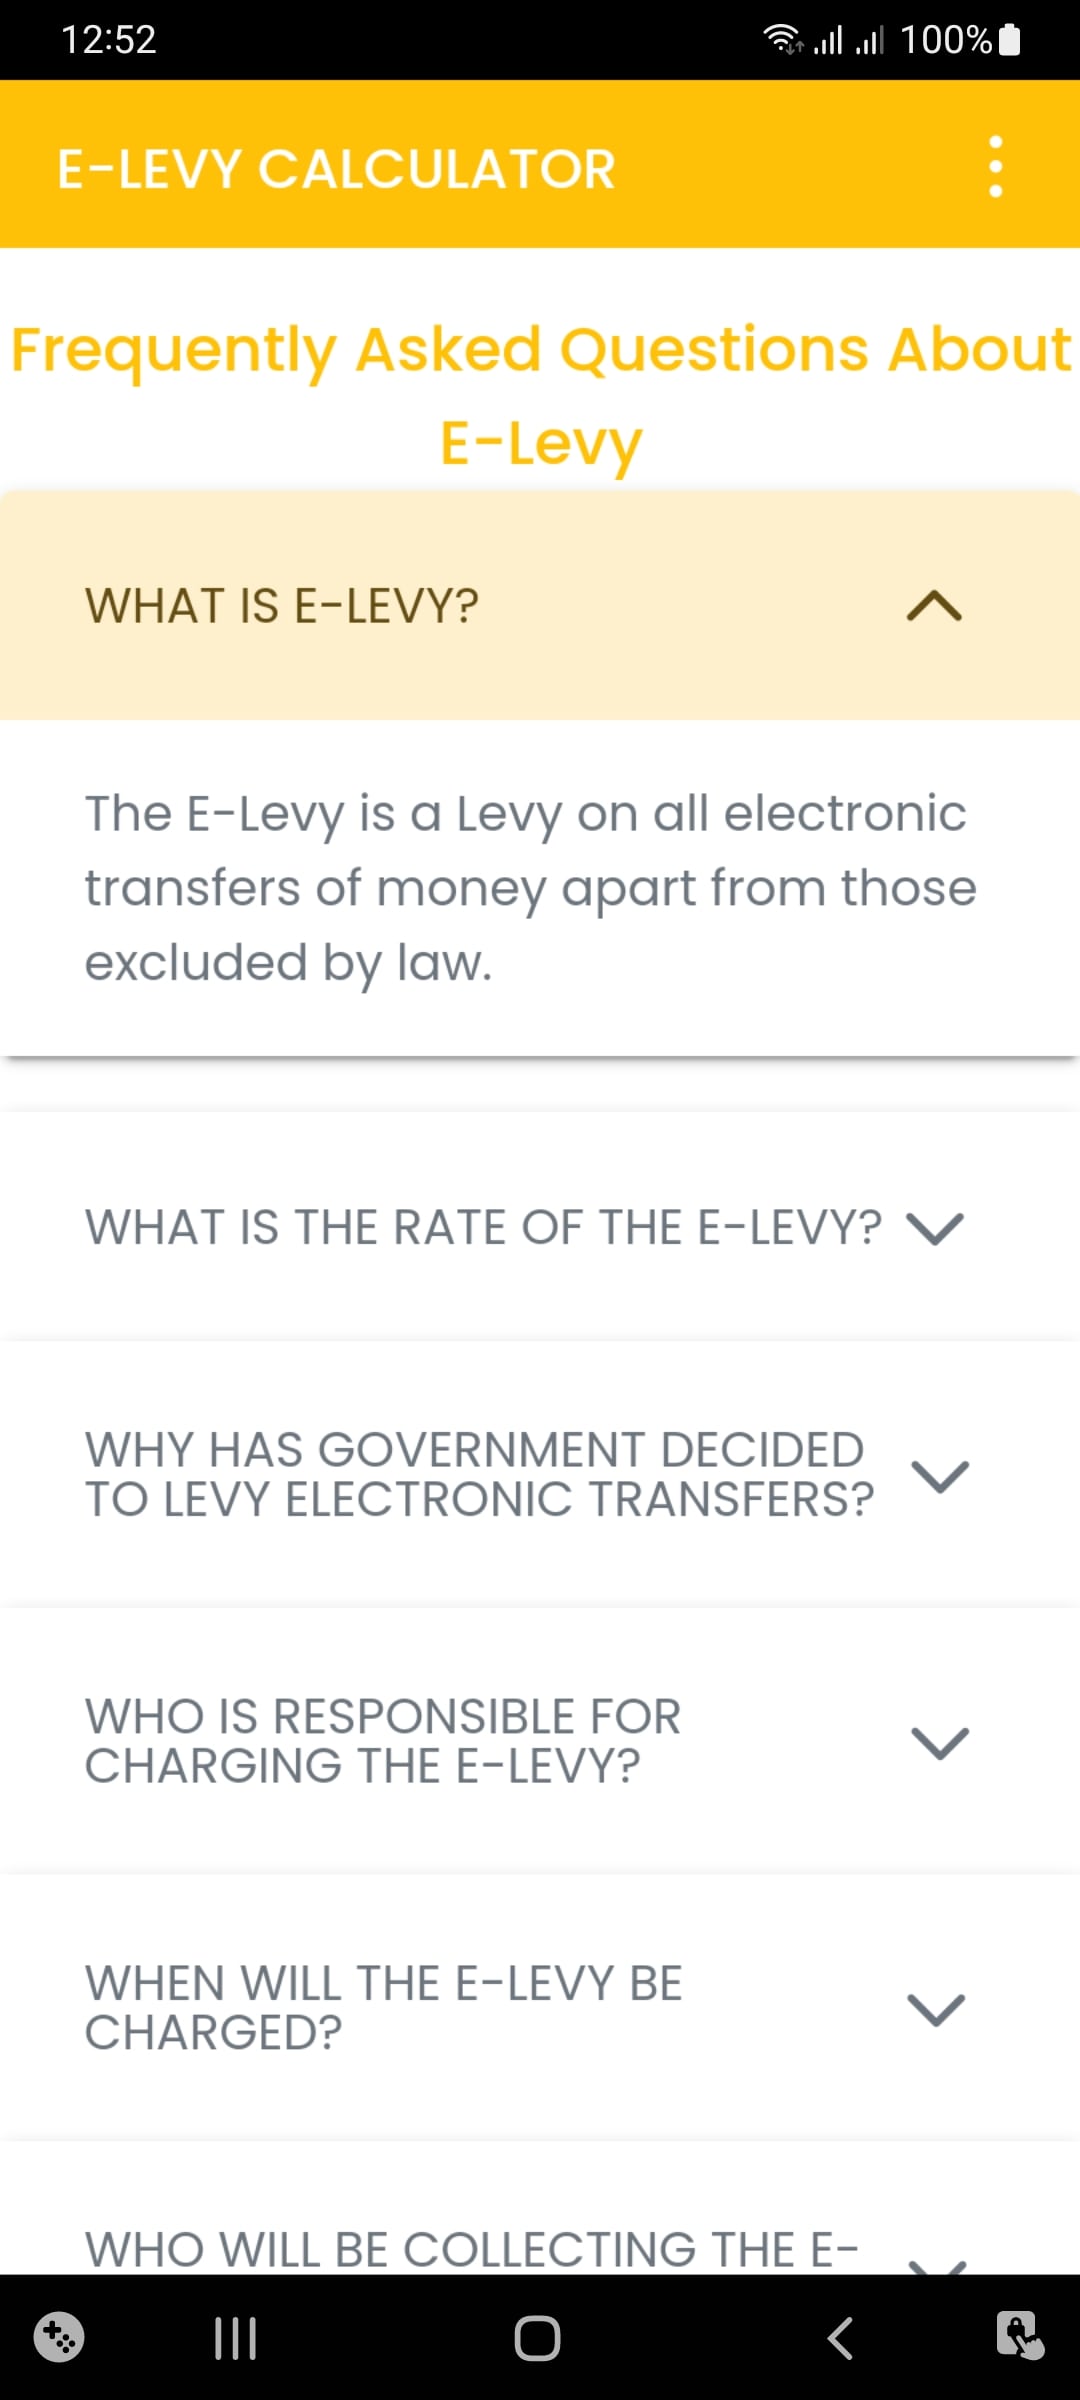 12:52
100%
E-LEVY CALCULATOR
Frequently Asked Questions About
E-Levy
WHAT IS E-LEVY?
The E-Levy is a Levy on all electronic
transfers of money apart from those
excluded by law.
WHAT IS THE RATE OF THE E-LEVY?
WHY HAS GOVERNMENT DECIDED
TO LEVY ELECTRONIC TRANSFERS?
WHO IS RESPONSIBLE FOR
CHARGING THE E-LEVY?
WHEN WILL THE E-LEVY BE
CHARGED?
WHO WILL BE COLLECTING THE E-